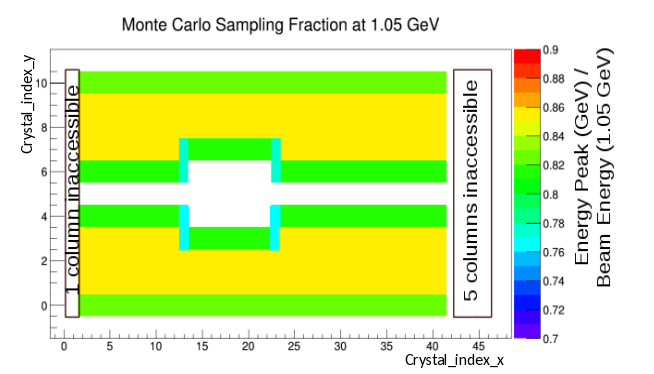 Monte Carlo Sampling Fraction at 1.05 GeV
Crystal_index_y
10
8
6
4
2
0
1 column inaccessible
5 columns inaccessible
0 5 10 15 20 25 30 35 40 45
Crystal_index_x
0.9
0.88
0.86
0.84
0.82
0.8
0.78
0.76
0.74
0.72
0.7
Energy Peak (GeV) /
Beam Energy (1.05 GeV)